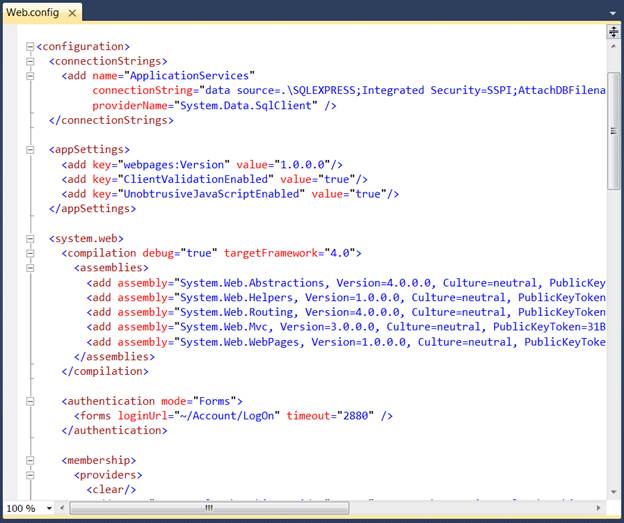 Web.config
<configuration>
<connectionStrings>
<add name="ApplicationServices"
connectionString="data source=.\SQLEXPRESS;Integrated Security=SSPI;AttachDBFilena
providerName="System.Data.SqlClient" />
</connectionStrings>
<appSettings>
<add key="webpages:Version" value="1.0.0.0"/>
<add key="ClientValidationEnabled" value="true"/>
<add key="UnobtrusiveJavaScriptEnabled" value="true"/>
</appSettings>
<system.web>
<compilation debug="true" targetFramework="4.0">
<assemblies>
<add assembly="System.Web.Abstractions, Version=4.0.0.0, Culture=neutral, PublicKey
<add assembly="System.Web.Helpers, Version=1.0.0.0, Culture=neutral, PublicKeyToken
<add assembly="System.Web.Routing, Version=4.0.0.0, Culture=neutral, PublicKeyToken
<add assembly="System.Web.Mvc, Version=3.0.0.0, Culture=neutral, PublicKeyToken=31B
<add assembly="System.Web.WebPages, Version=1.0.0.0, Culture=neutral, PublicKeyToke
</assemblies>
</compilation>
<authentication mode="Forms">
<forms loginUrl="~/Account/LogOn" timeout="2880" />
</authentication>
<membership>
<providers>
<clear/>
100 %